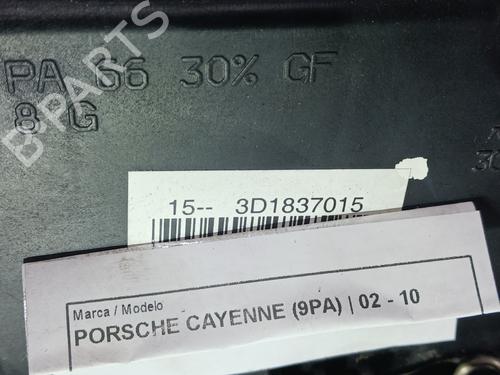 PA 66 30% GF
8 G
B-PARTS
15-- 3D1837015
Marca / Modelo
PORSCHE CAYENNE (9PA) | 02 - 10